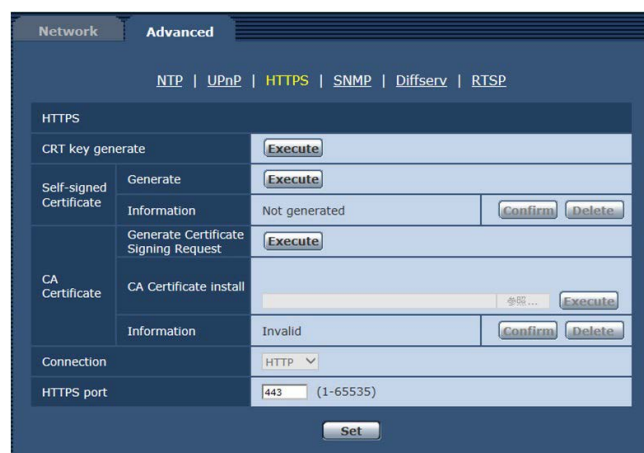 Network Advanced
NTP | UPnP | HTTPS | SNMP | Diffserv | RTSP
HTTPS
CRT key generate Execute
Self-signed Certificate
Generate Execute
Information Not generated Confirm Delete
CA Certificate
Generate Certificate Signing Request Execute
CA Certificate install 参照... Execute
Information Invalid Confirm Delete
Connection HTTP
HTTPS port 443 (1-65535)
Set